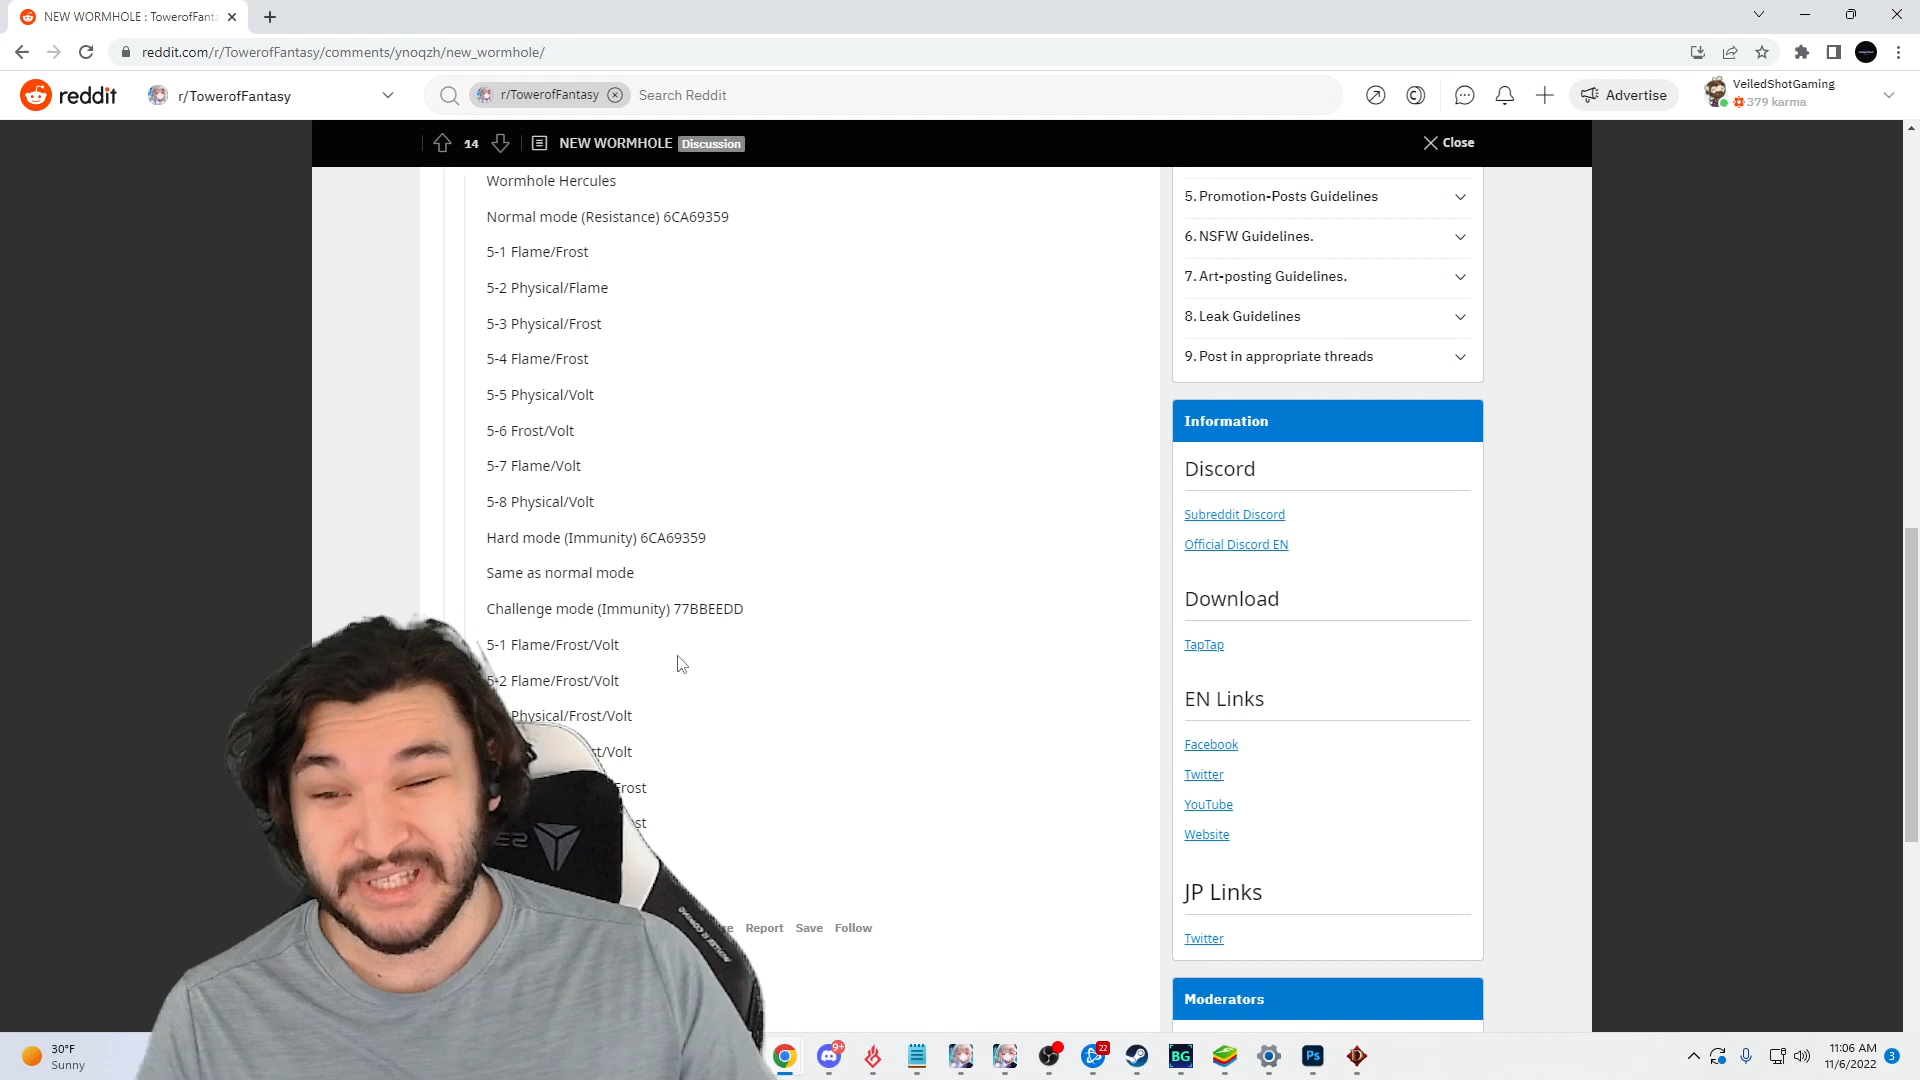 NEW WORMHOLE : TowerofFanta
reddit.com/r/TowerofFantasy/comments/ynoqzh/new_wormhole/
reddit
r/TowerofFantasy
r/TowerofFantasy
Search Reddit
Advertise
VeiledShotGaming
379 karma
14
NEW WORMHOLE
Discussion
Close
Wormhole Hercules
Normal mode (Resistance) 6CA69359
5-1 Flame/Frost
5-2 Physical/Flame
5-3 Physical/Frost
5-4 Flame/Frost
5-5 Physical/Volt
5-6 Frost/Volt
5-7 Flame/Volt
5-8 Physical/Volt
Hard mode (Immunity) 6CA69359
Same as normal mode
Challenge mode (Immunity) 77BBEEDD
5-1 Flame/Frost/Volt
5-2 Flame/Frost/Volt
Physical/Frost/Volt
st/Volt
Frost
st
re Report Save Follow
5. Promotion-Posts Guidelines
6. NSFW Guidelines.
7. Art-posting Guidelines.
8. Leak Guidelines
9. Post in appropriate threads
Information
Discord
Subreddit Discord
Official Discord EN
Download
TapTap
EN Links
Facebook
Twitter
YouTube
Website
JP Links
Twitter
Moderators
30°F
Sunny
9+
22
BG
Ps
11:06 AM
11/6/2022
3